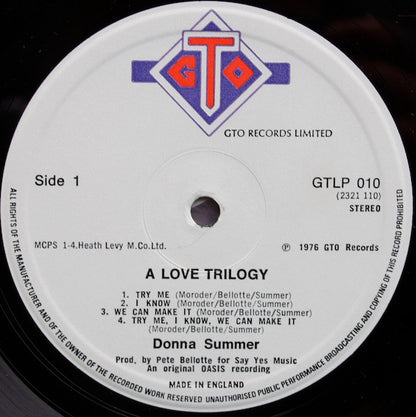 GTO
GTO RECORDS LIMITED
Side 1
GTLP 010
(2321 110)
STEREO
MCPS 1-4.Heath Levy M.Co.Ltd.
℗ 1976 GTO Records
A LOVE TRILOGY
1. TRY ME (Moroder/Bellotte/Summer)
2. I KNOW (Moroder/Bellotte/Summer)
3. WE CAN MAKE IT (Moroder/Bellotte/Summer)
4. TRY ME, I KNOW, WE CAN MAKE IT
(Moroder/Bellotte/Summer)
Donna Summer
Prod. by Pete Bellotte for Say Yes Music
An original OASIS recording
MADE IN ENGLAND
ALL RIGHTS OF THE MANUFACTURER AND OF THE OWNER OF THE RECORDED WORK RESERVED UNAUTHORISED PUBLIC PERFORMANCE BROADCASTING AND COPYING OF THIS RECORD PROHIBITED